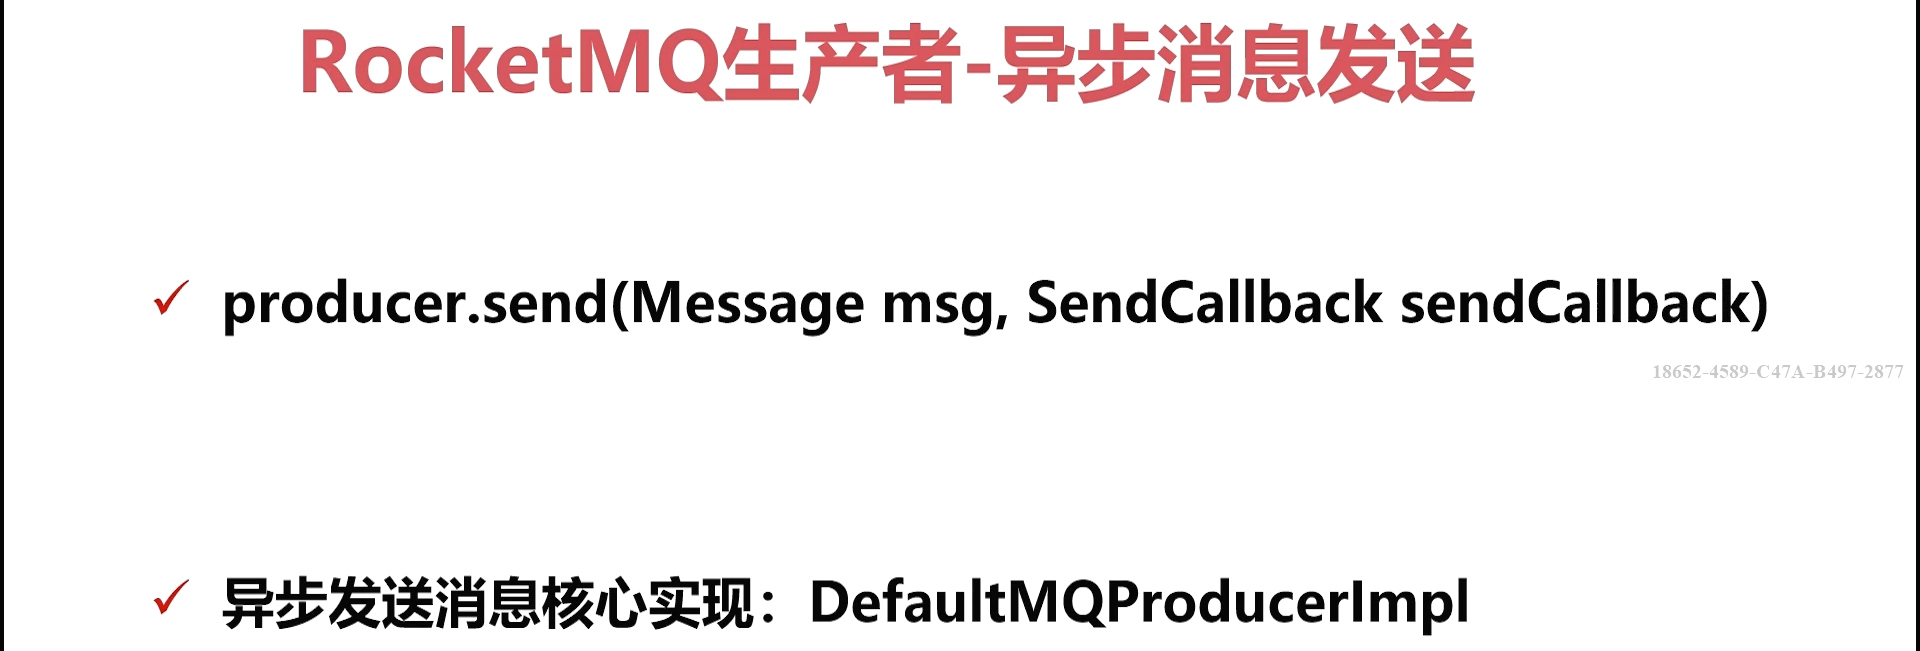 RocketMQ生产者-异步消息发送
producer.send(Message msg, SendCallback sendCallback)
18652-4589-C47A-B497-2877
异步发送消息核心实现：DefaultMQProducerImpl